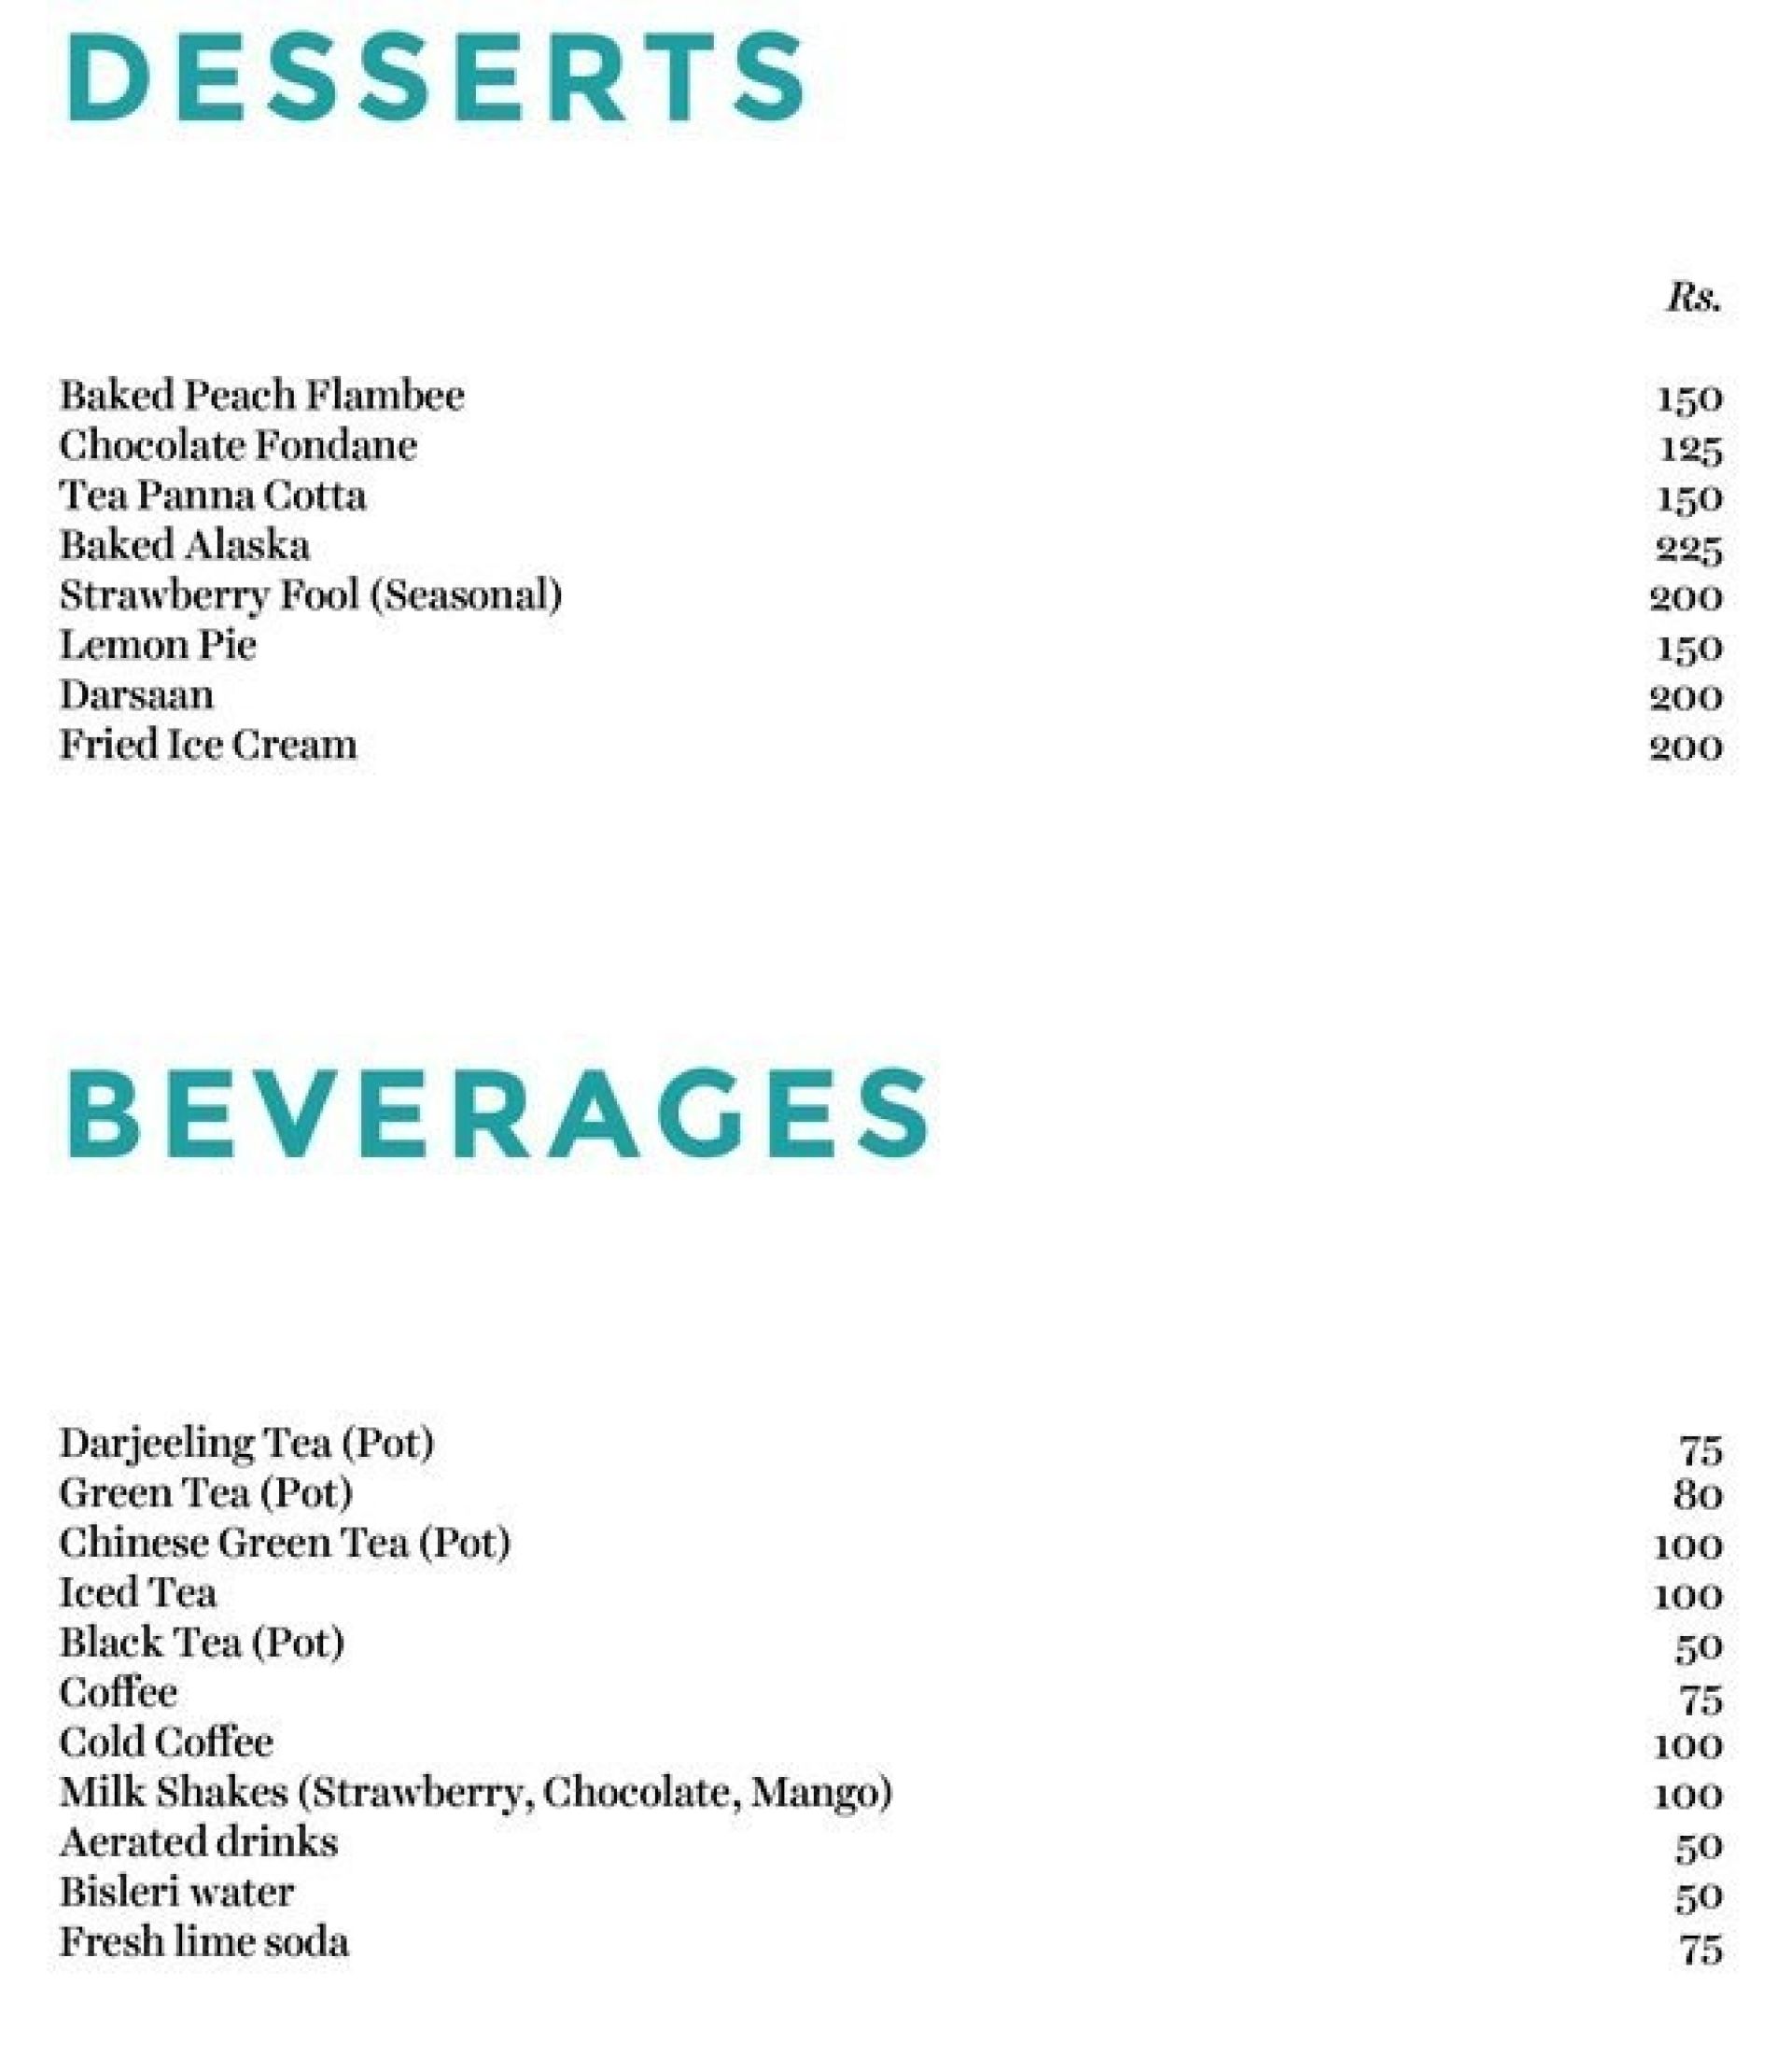 DESSERTS
Rs.
Baked Peach Flambee 150
Chocolate Fondane 125
Tea Panna Cotta 150
Baked Alaska 225
Strawberry Fool (Seasonal) 200
Lemon Pie 150
Darsaan 200
Fried Ice Cream 200
BEVERAGES
Darjeeling Tea (Pot) 75
Green Tea (Pot) 80
Chinese Green Tea (Pot) 100
Iced Tea 100
Black Tea (Pot) 50
Coffee 75
Cold Coffee 100
Milk Shakes (Strawberry, Chocolate, Mango) 100
Aerated drinks 50
Bisleri water 50
Fresh lime soda 75